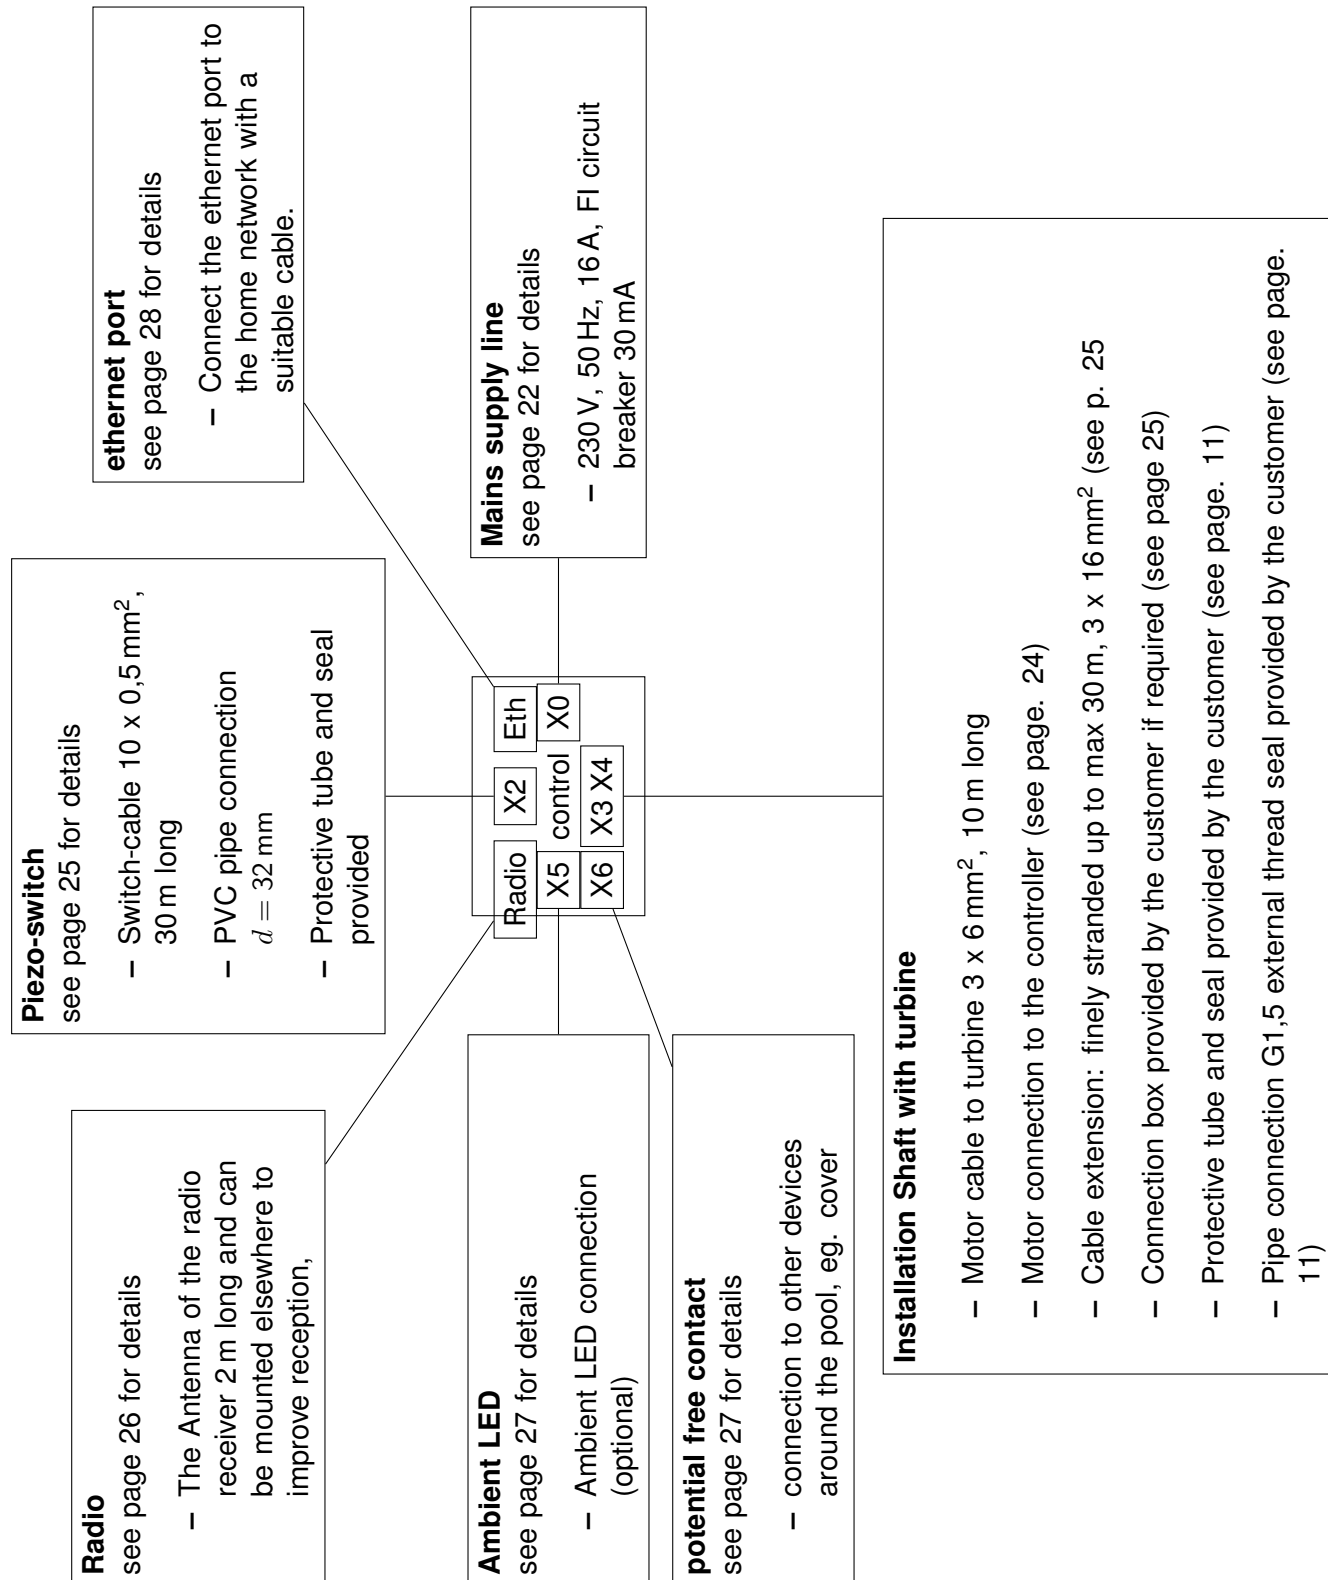 Radio
see page 26 for details
– The Antenna of the radio
receiver 2 m long and can
be mounted elsewhere to
improve reception,
Piezo-switch
see page 25 for details
– Switch-cable 10 x 0,5 mm²,
30 m long
– PVC pipe connection
d = 32 mm
– Protective tube and seal
provided
ethernet port
see page 28 for details
– Connect the ethernet port to
the home network with a
suitable cable.
Ambient LED
see page 27 for details
– Ambient LED connection
(optional)
Radio
X2
Eth
X5
control
X0
X6
X3 X4
Mains supply line
see page 22 for details
– 230 V, 50 Hz, 16 A, FI circuit
breaker 30 mA
potential free contact
see page 27 for details
– connection to other devices
around the pool, eg. cover
Installation Shaft with turbine
– Motor cable to turbine 3 x 6 mm², 10 m long
– Motor connection to the controller (see page. 24)
– Cable extension: finely stranded up to max 30 m, 3 x 16 mm² (see p. 25
– Connection box provided by the customer if required (see page 25)
– Protective tube and seal provided by the customer (see page. 11)
– Pipe connection G1,5 external thread seal provided by the customer (see page.
11)